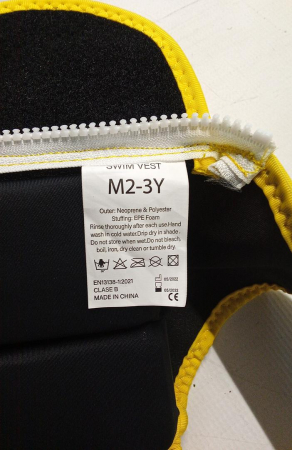 SWIM VEST
M2-3Y
Outer: Neoprene & Polyester
Stuffing: EPE Foam
Rinse thoroughly after each use.Hand
wash in cold water.Drip dry in shade.
Do not store when wet.Do not bleach,
boil, iron, dry clean or tumble dry.
EN13138-1/2021
CLASE B
MADE IN CHINA
CE